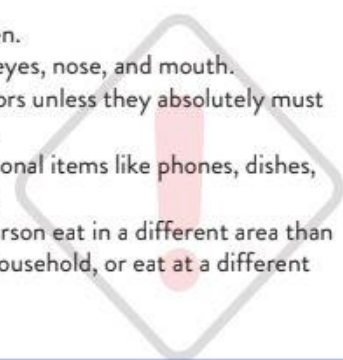 en.
eyes, nose, and mouth.
ors unless they absolutely must
onal items like phones, dishes,
rson eat in a different area than
ousehold, or eat at a different